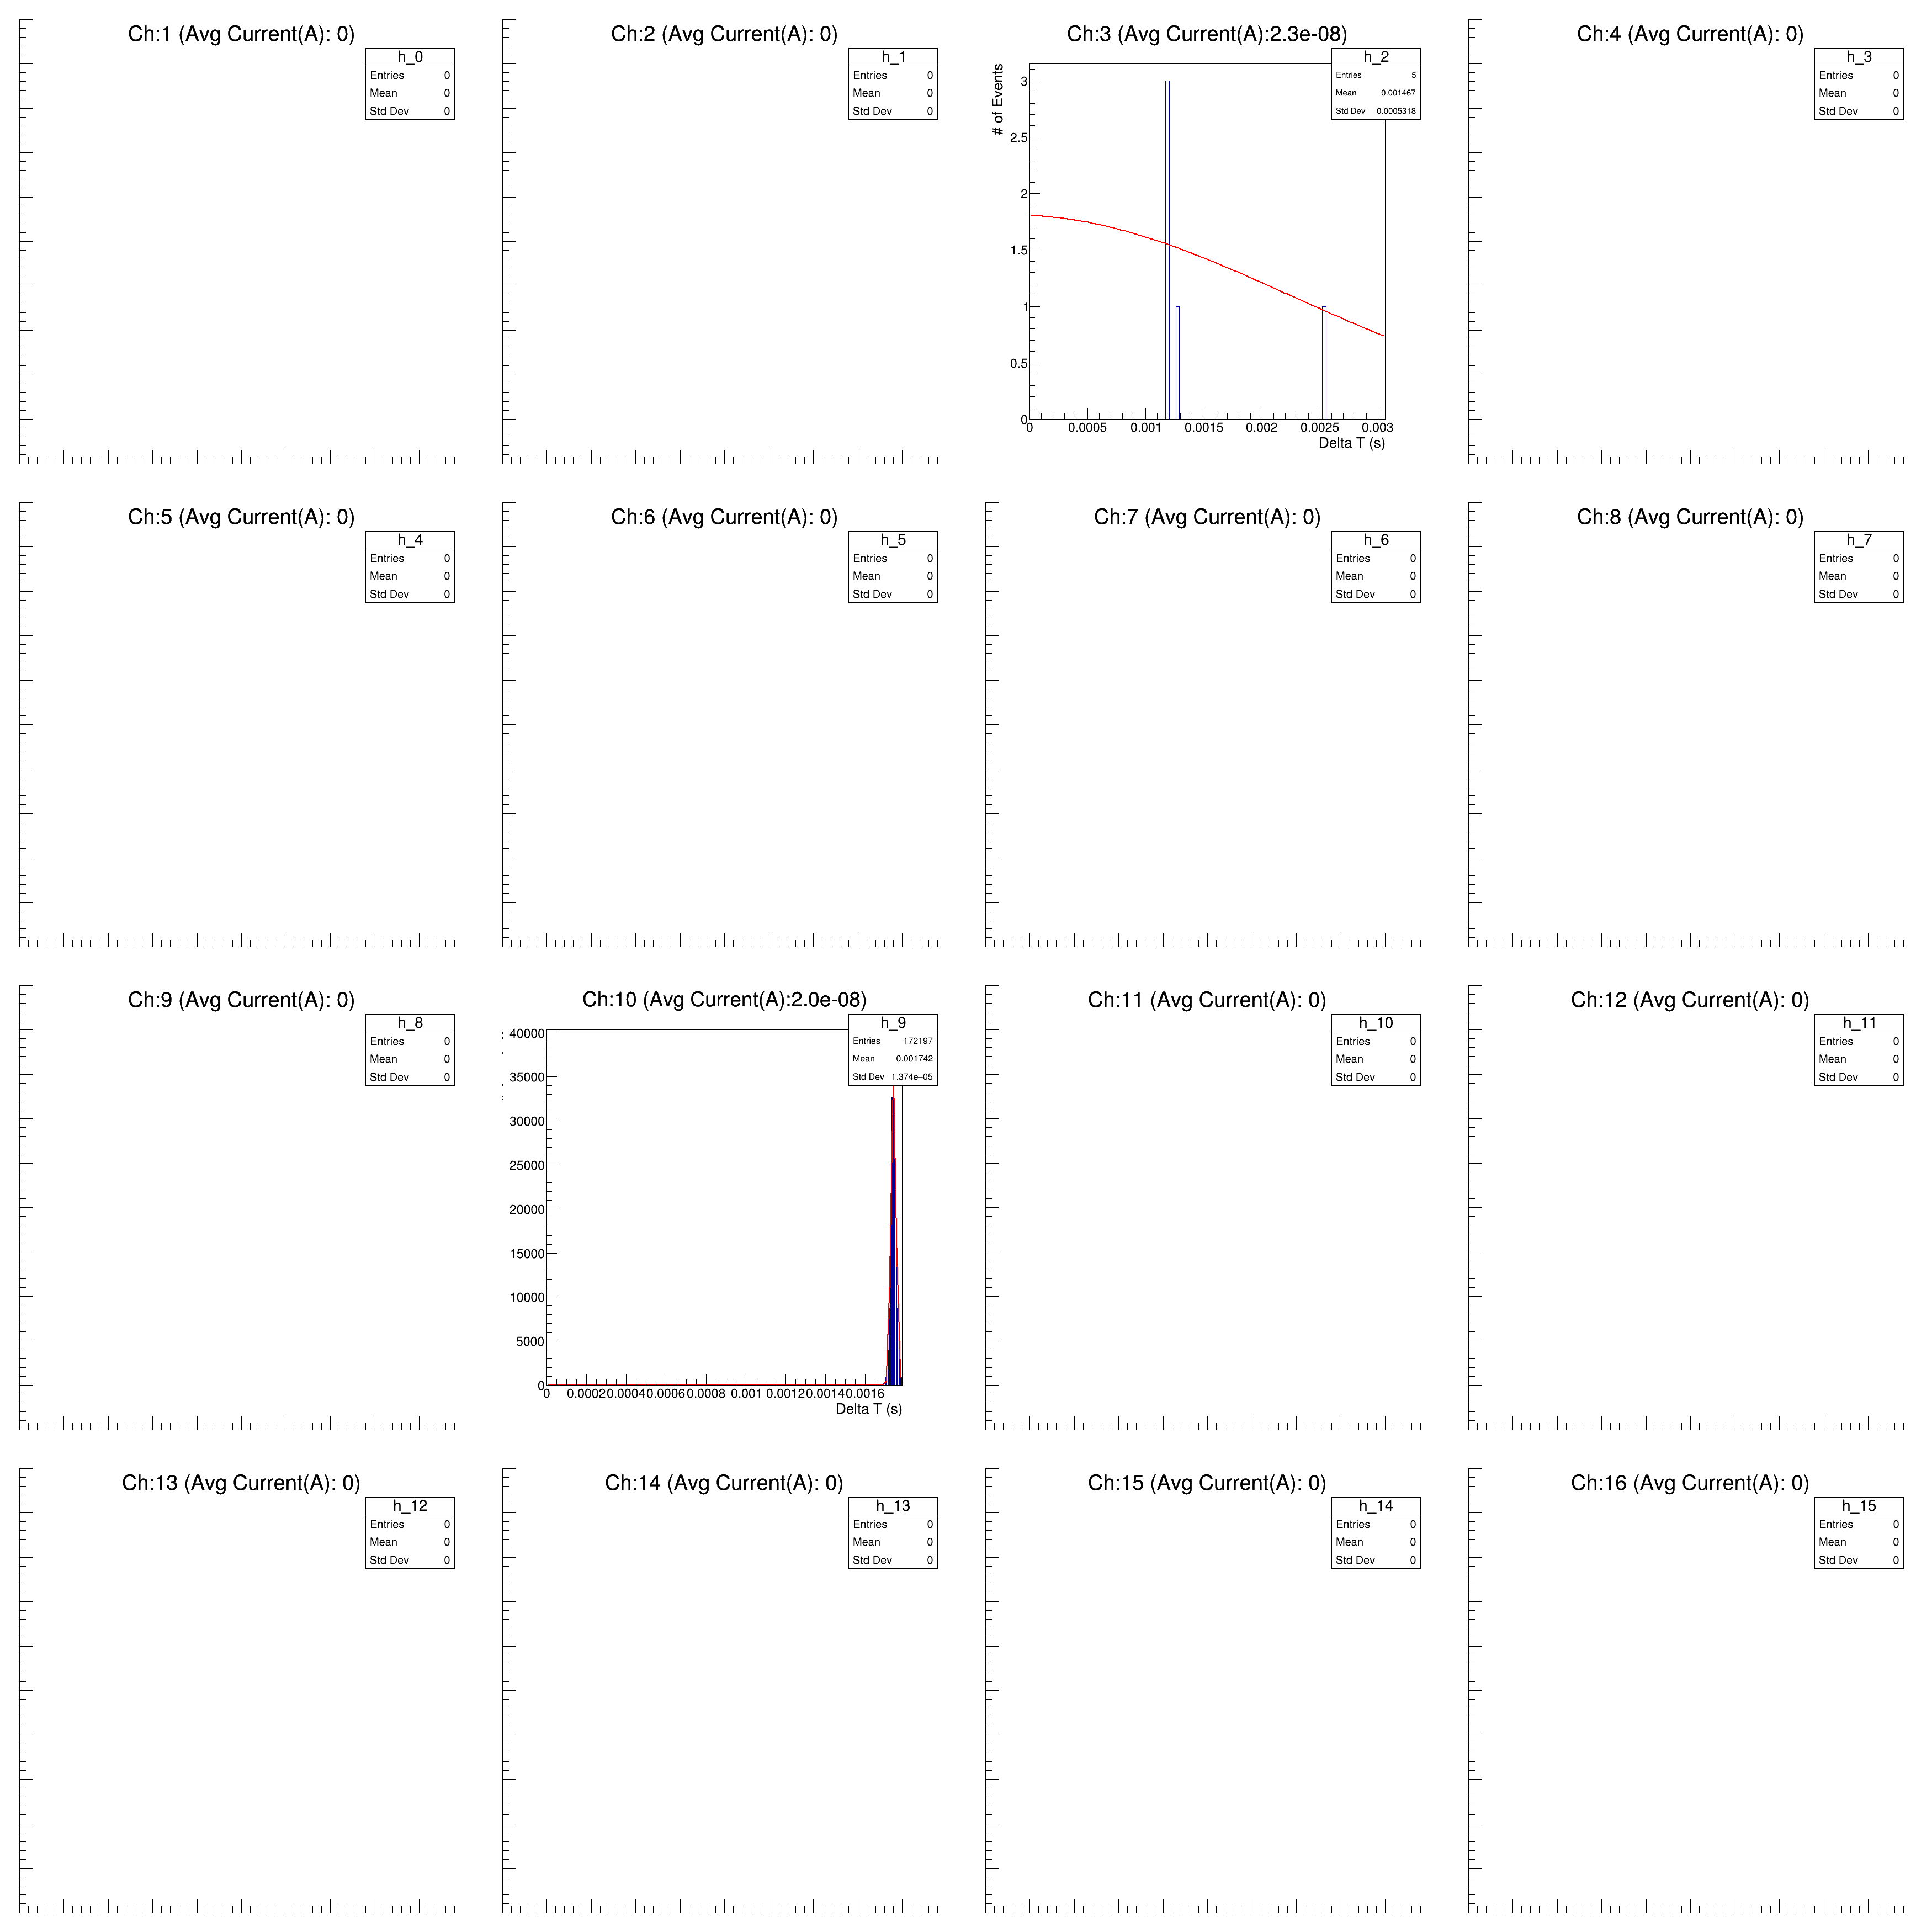 Ch:1 (Avg Current(A): 0)
h_0
Entries 0
Mean 0
Std Dev 0
Ch:2 (Avg Current(A): 0)
h_1
Entries 0
Mean 0
Std Dev 0
Ch:3 (Avg Current(A):2.3e-08)
h_2
Entries 5
Mean 0.001467
Std Dev 0.0005318
# of Events
3
2.5
2
1.5
1
0.5
0
0 0.0005 0.001 0.0015 0.002 0.0025 0.003
Delta T (s)
Ch:4 (Avg Current(A): 0)
h_3
Entries 0
Mean 0
Std Dev 0
Ch:5 (Avg Current(A): 0)
h_4
Entries 0
Mean 0
Std Dev 0
Ch:6 (Avg Current(A): 0)
h_5
Entries 0
Mean 0
Std Dev 0
Ch:7 (Avg Current(A): 0)
h_6
Entries 0
Mean 0
Std Dev 0
Ch:8 (Avg Current(A): 0)
h_7
Entries 0
Mean 0
Std Dev 0
Ch:9 (Avg Current(A): 0)
h_8
Entries 0
Mean 0
Std Dev 0
Ch:10 (Avg Current(A):2.0e-08)
h_9
Entries 172197
Mean 0.001742
Std Dev 1.374e−05
40000
35000
30000
25000
20000
15000
10000
5000
0
0 0.0002 0.0004 0.0006 0.0008 0.001 0.0012 0.0014 0.0016
Delta T (s)
Ch:11 (Avg Current(A): 0)
h_10
Entries 0
Mean 0
Std Dev 0
Ch:12 (Avg Current(A): 0)
h_11
Entries 0
Mean 0
Std Dev 0
Ch:13 (Avg Current(A): 0)
h_12
Entries 0
Mean 0
Std Dev 0
Ch:14 (Avg Current(A): 0)
h_13
Entries 0
Mean 0
Std Dev 0
Ch:15 (Avg Current(A): 0)
h_14
Entries 0
Mean 0
Std Dev 0
Ch:16 (Avg Current(A): 0)
h_15
Entries 0
Mean 0
Std Dev 0